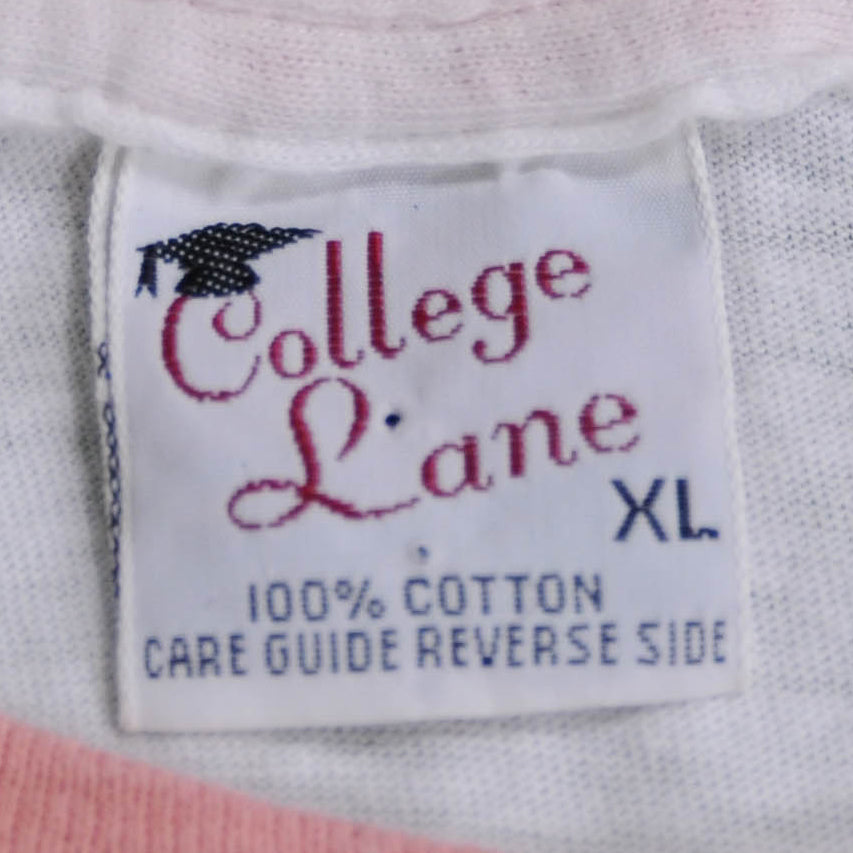 College
Lane
XL
100% COTTON
CARE GUIDE REVERSE SIDE